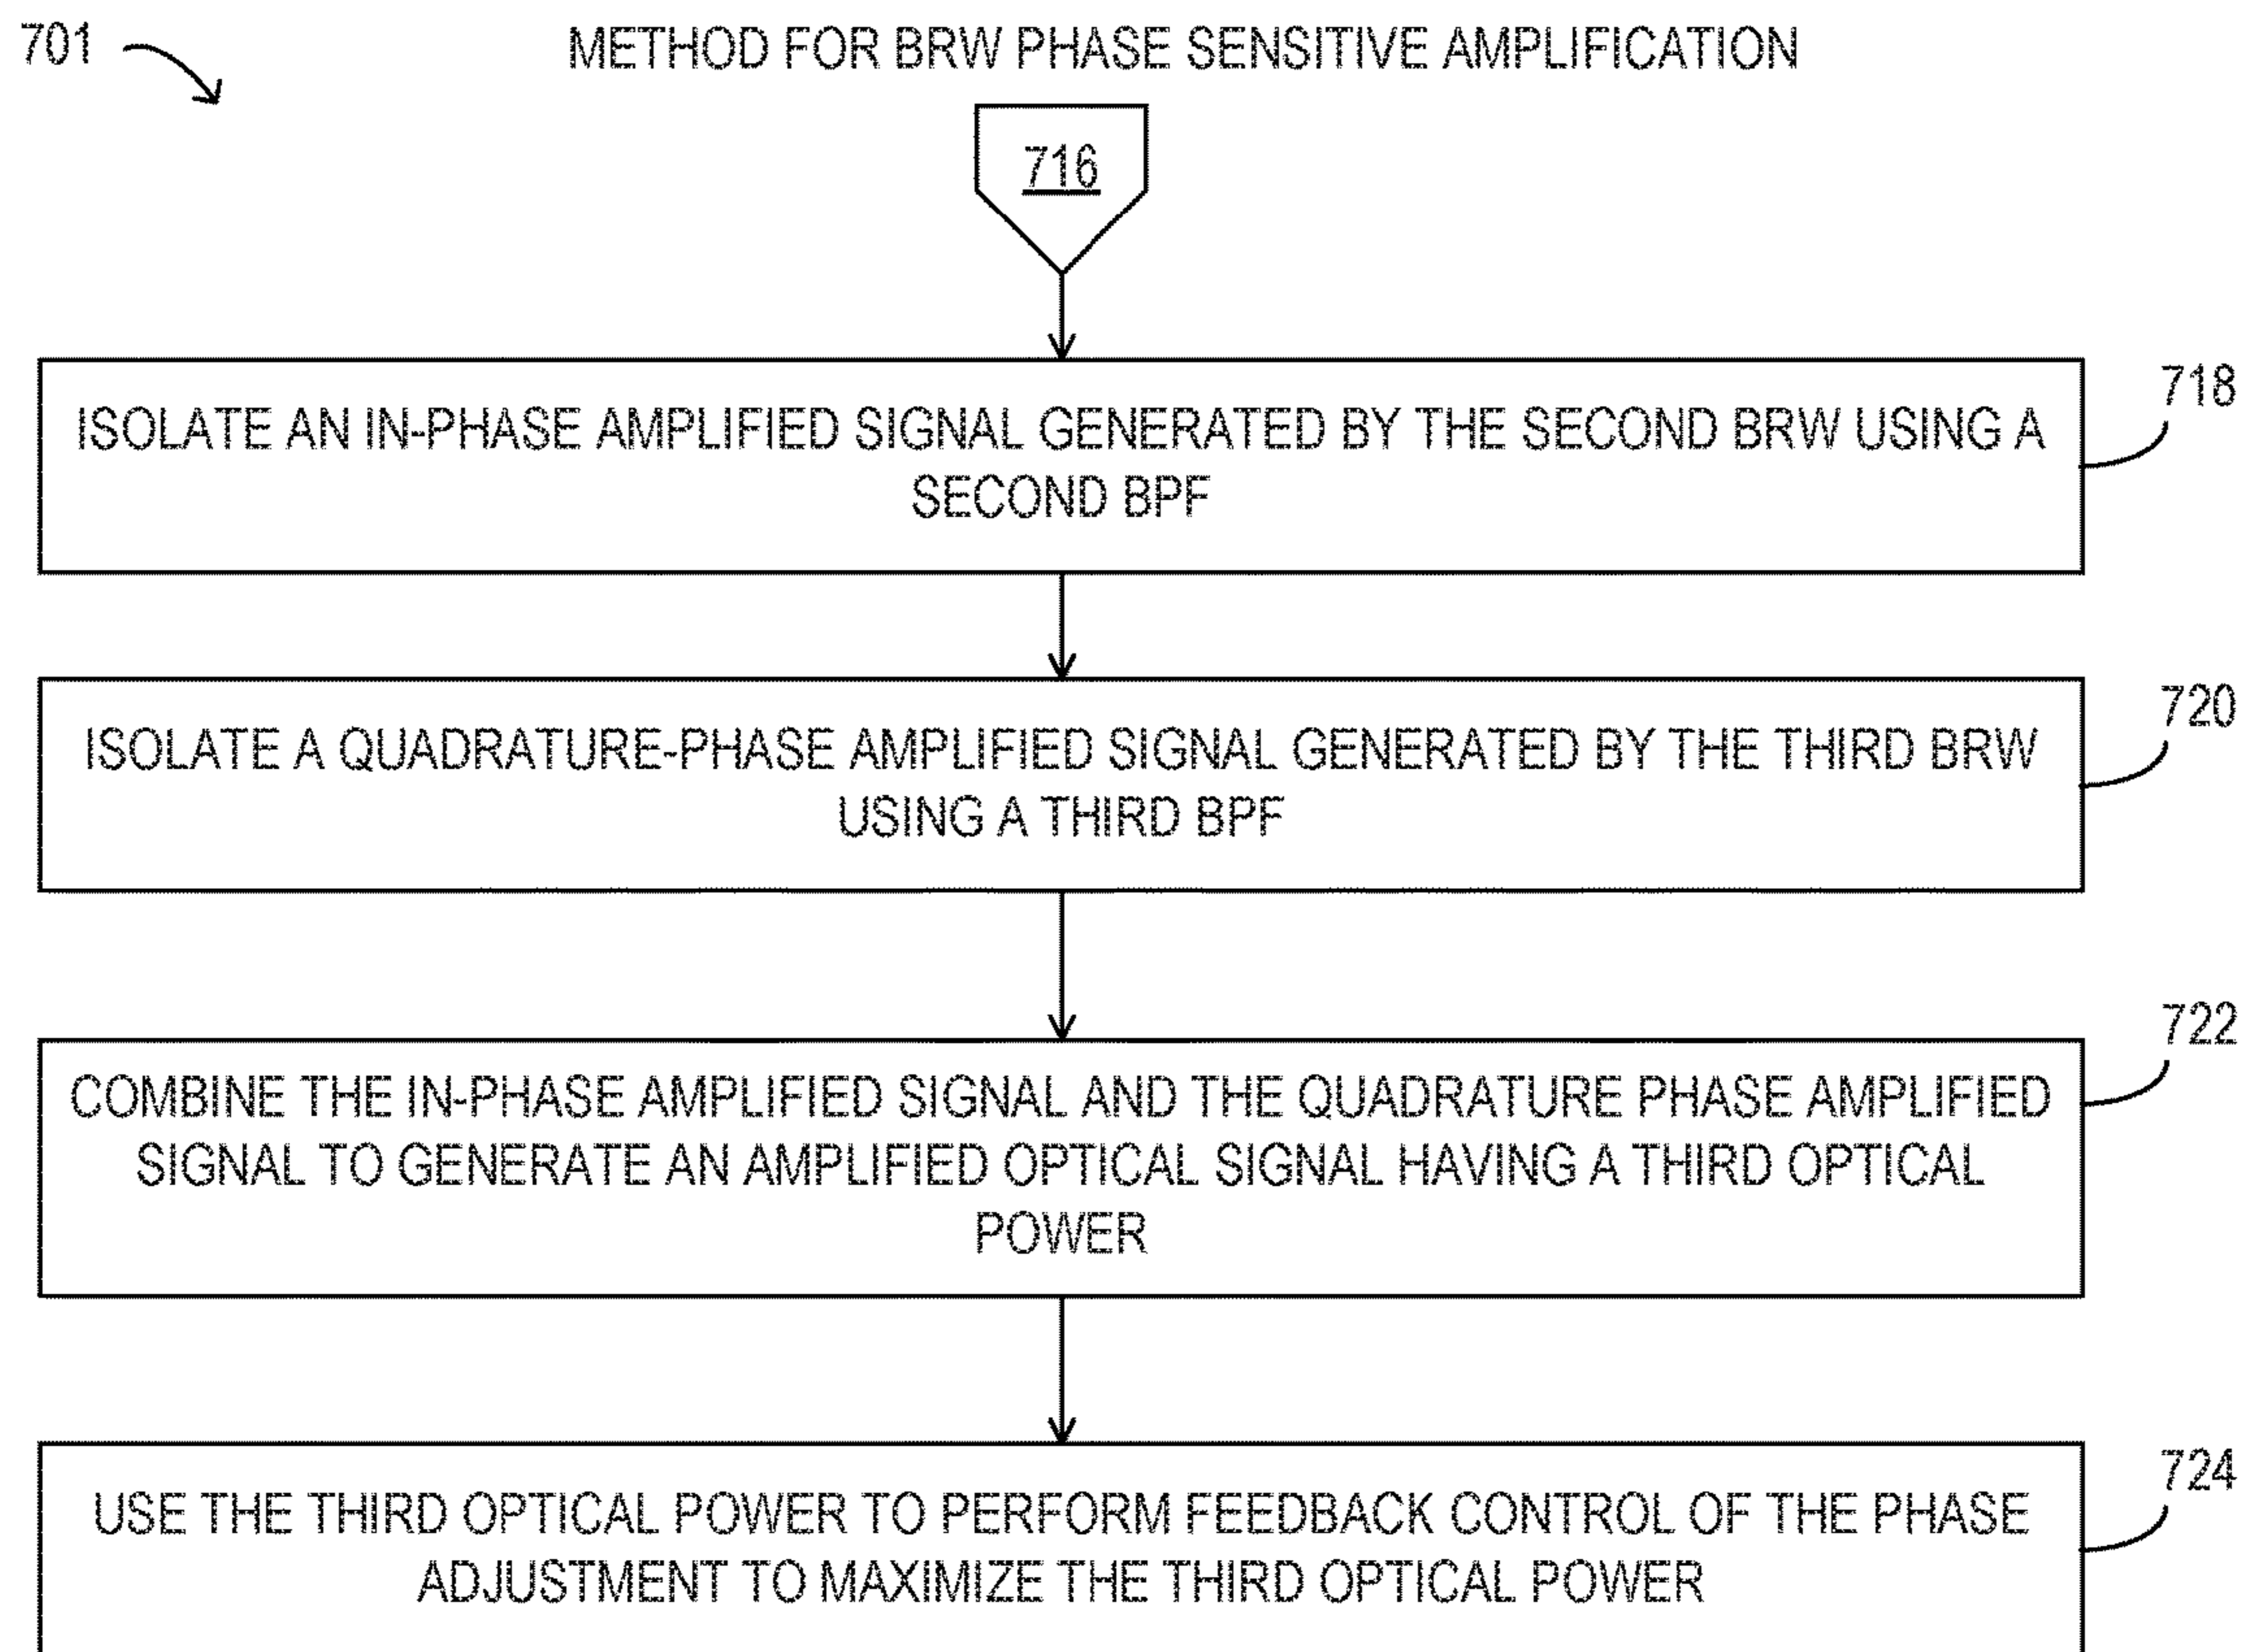 701
METHOD FOR BRW PHASE SENSITIVE AMPLIFICATION
716
718
ISOLATE AN IN-PHASE AMPLIFIED SIGNAL GENERATED BY THE SECOND BRW USING A
SECOND BPF
720
ISOLATE A QUADRATURE-PHASE AMPLIFIED SIGNAL GENERATED BY THE THIRD BRW
USING A THIRD BPF
722
COMBINE THE IN-PHASE AMPLIFIED SIGNAL AND THE QUADRATURE PHASE AMPLIFIED
SIGNAL TO GENERATE AN AMPLIFIED OPTICAL SIGNAL HAVING A THIRD OPTICAL
POWER
724
USE THE THIRD OPTICAL POWER TO PERFORM FEEDBACK CONTROL OF THE PHASE
ADJUSTMENT TO MAXIMIZE THE THIRD OPTICAL POWER